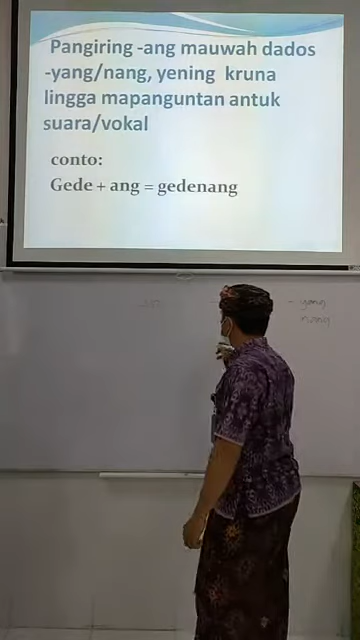 Pangiring -ang mauwah dados
-yang/nang, yening kruna
lingga mapanguntan antuk
suara/vokal
conto:
Gede + ang = gedenang
- yang
nang